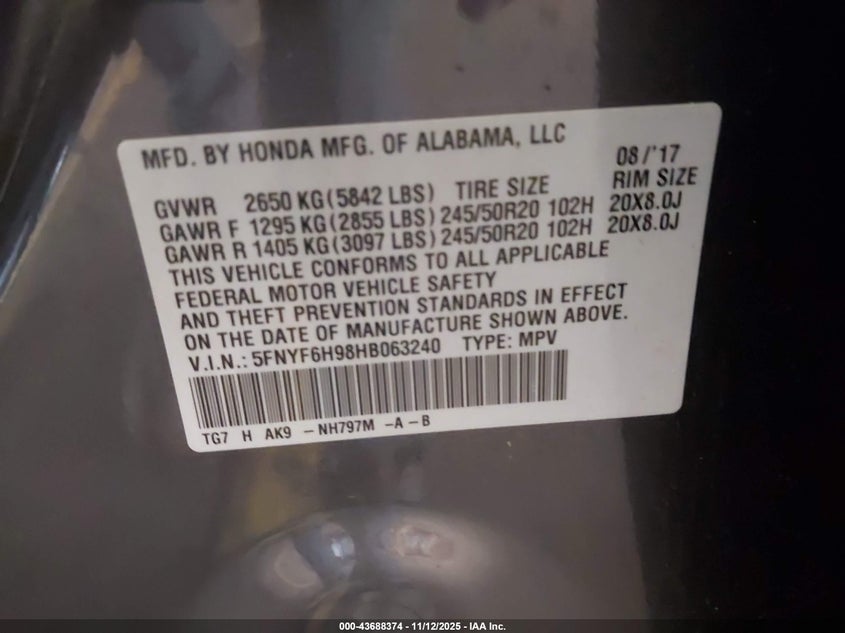 MFD. BY HONDA MFG. OF ALABAMA, LLC 08/'17
GVWR 2650 KG(5842 LBS) TIRE SIZE RIM SIZE
GAWR F 1295 KG(2855 LBS) 245/50R20 102H 20X8.0J
GAWR R 1405 KG(3097 LBS) 245/50R20 102H 20X8.0J
THIS VEHICLE CONFORMS TO ALL APPLICABLE
FEDERAL MOTOR VEHICLE SAFETY
AND THEFT PREVENTION STANDARDS IN EFFECT
ON THE DATE OF MANUFACTURE SHOWN ABOVE.
V.I.N.: 5FNYF6H98HB063240 TYPE: MPV
TG7 H AK9 -NH797M -A-B
000-43688374 - 11/12/2025 - IAA Inc.